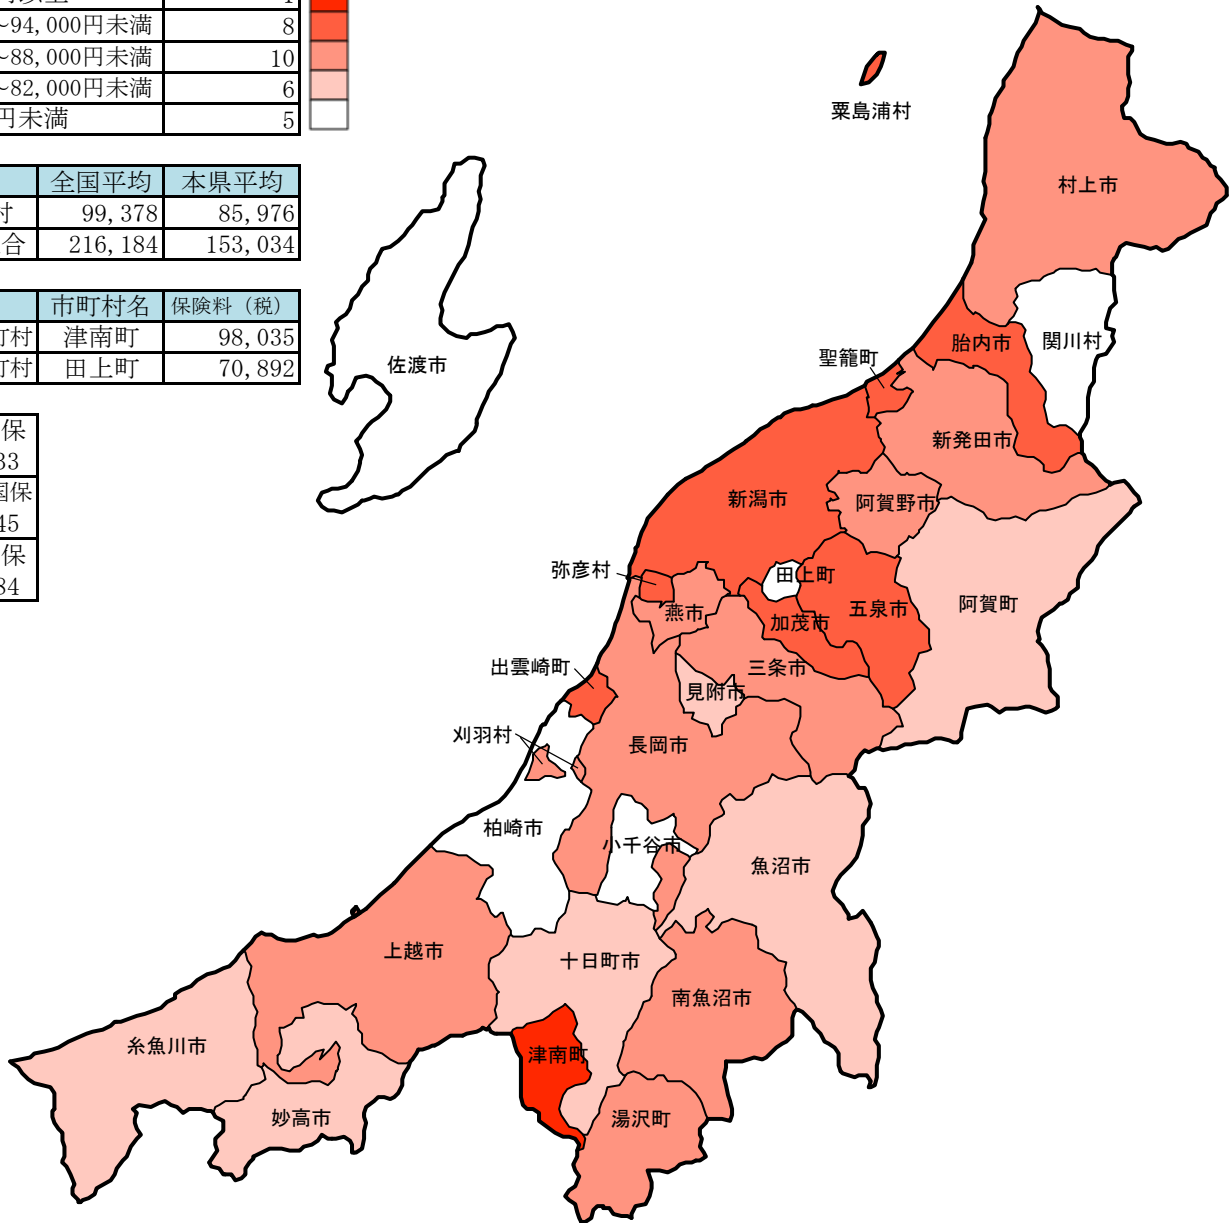 ~94,000円未満 8
~88,000円未満 10
~82,000円未満 6
円未満 5
全国平均 本県平均
村 99,378 85,976
合 216,184 153,034
市町村名 保険料（税）
町村 津南町 98,035
町村 田上町 70,892
保
33
国保
45
保
34
粟島浦村
村上市
関川村
胎内市
聖籠町
佐渡市
新発田市
新潟市
阿賀野市
弥彦村
田上町
阿賀町
五泉市
燕市
加茂市
出雲崎町
三条市
見附市
刈羽村
長岡市
柏崎市
小千谷市
魚沼市
上越市
十日町市
南魚沼市
糸魚川市
津南町
妙高市
湯沢町